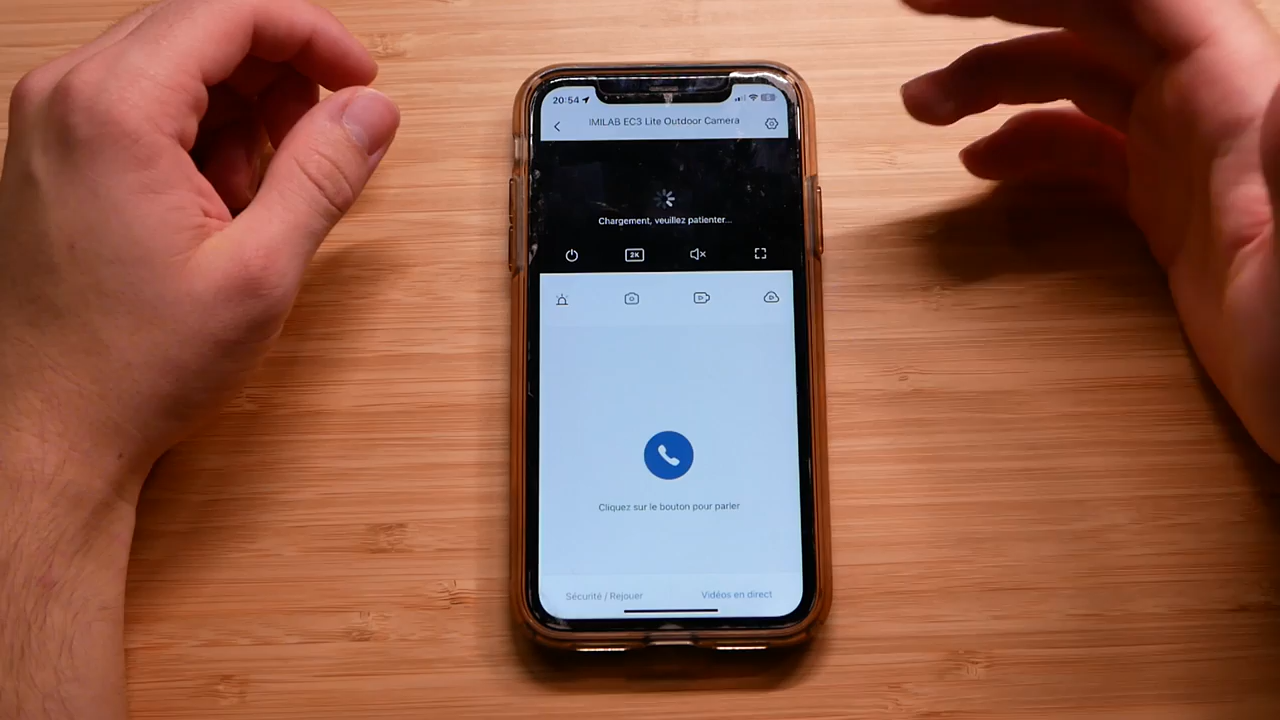 20:54
IMILAB EC3 Lite Outdoor Camera
Chargement, veuillez patienter...
2K
Cliquez sur le bouton pour parler
Sécurité / Rejouer
Vidéos en direct